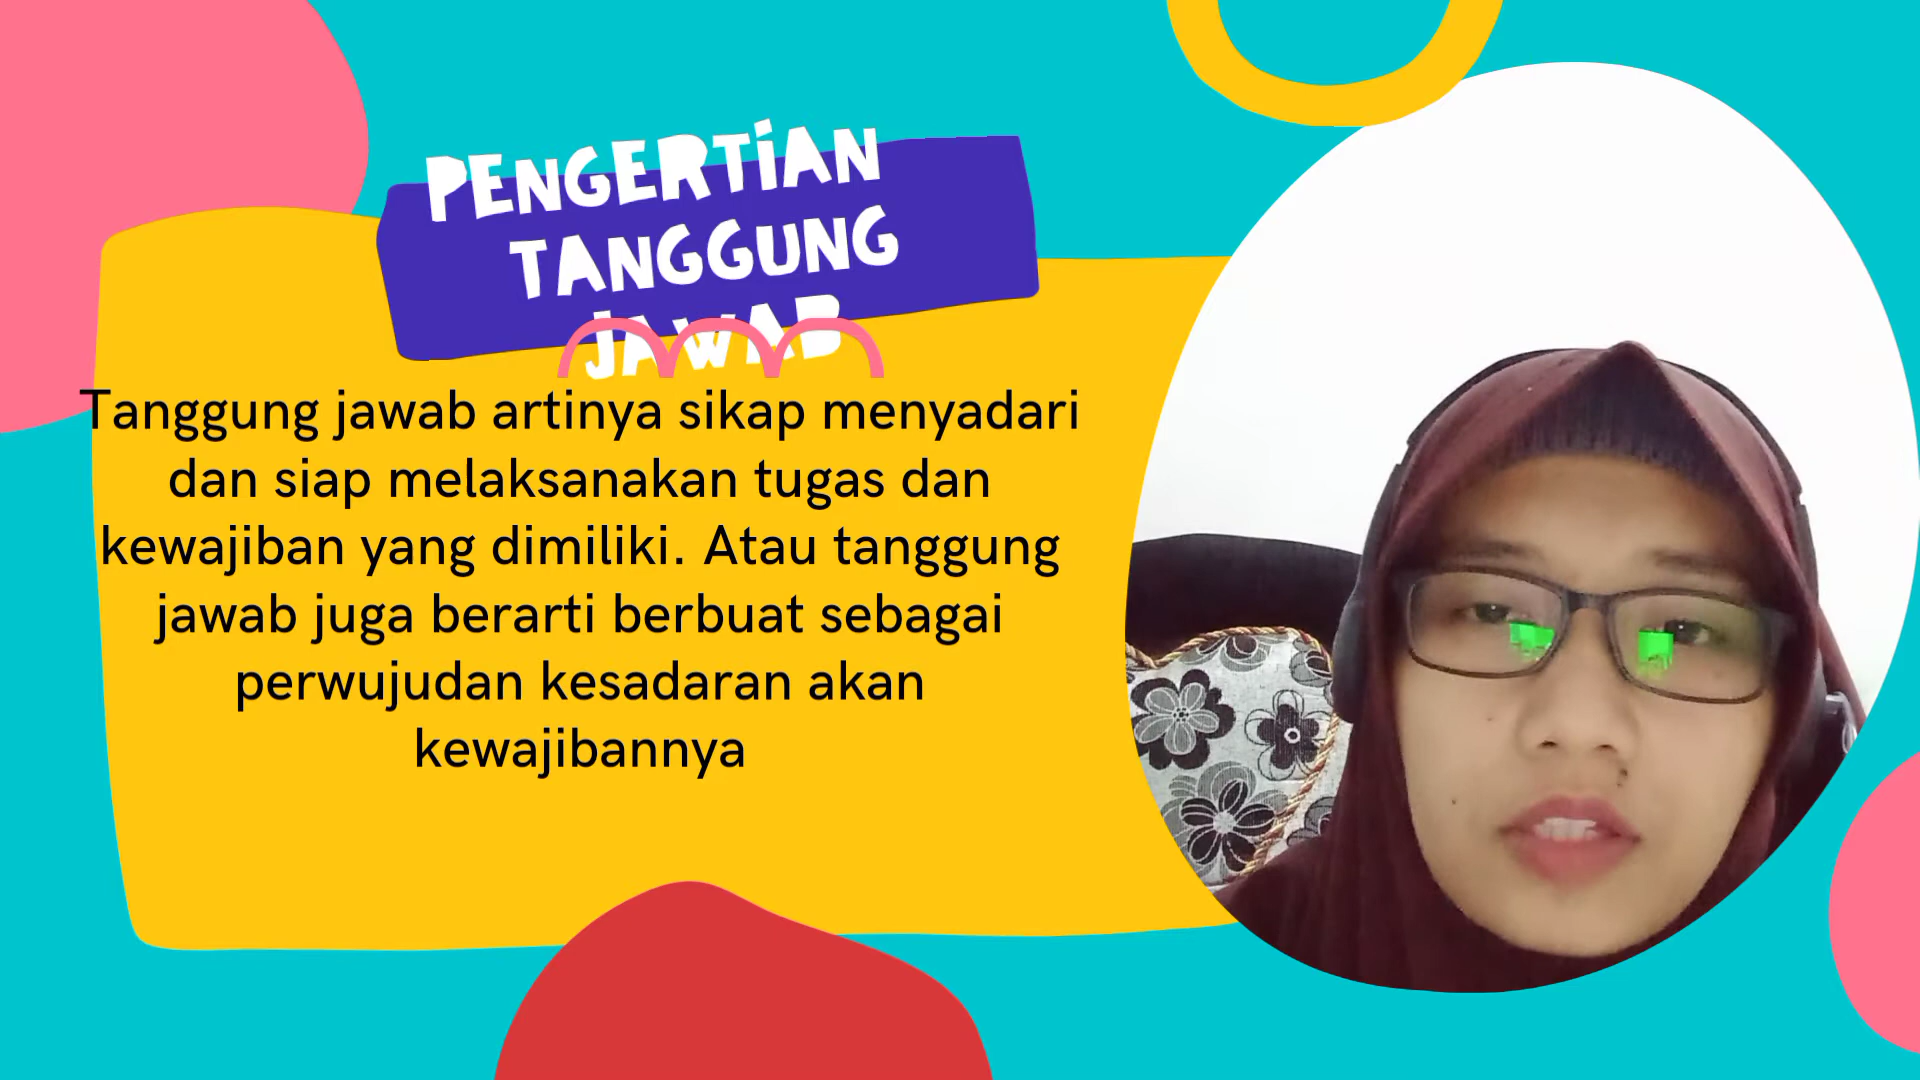 PENGERTIAN
TANGGUNG
JAWAB
Tanggung jawab artinya sikap menyadari
dan siap melaksanakan tugas dan
kewajiban yang dimiliki. Atau tanggung
jawab juga berarti berbuat sebagai
perwujudan kesadaran akan
kewajibannya